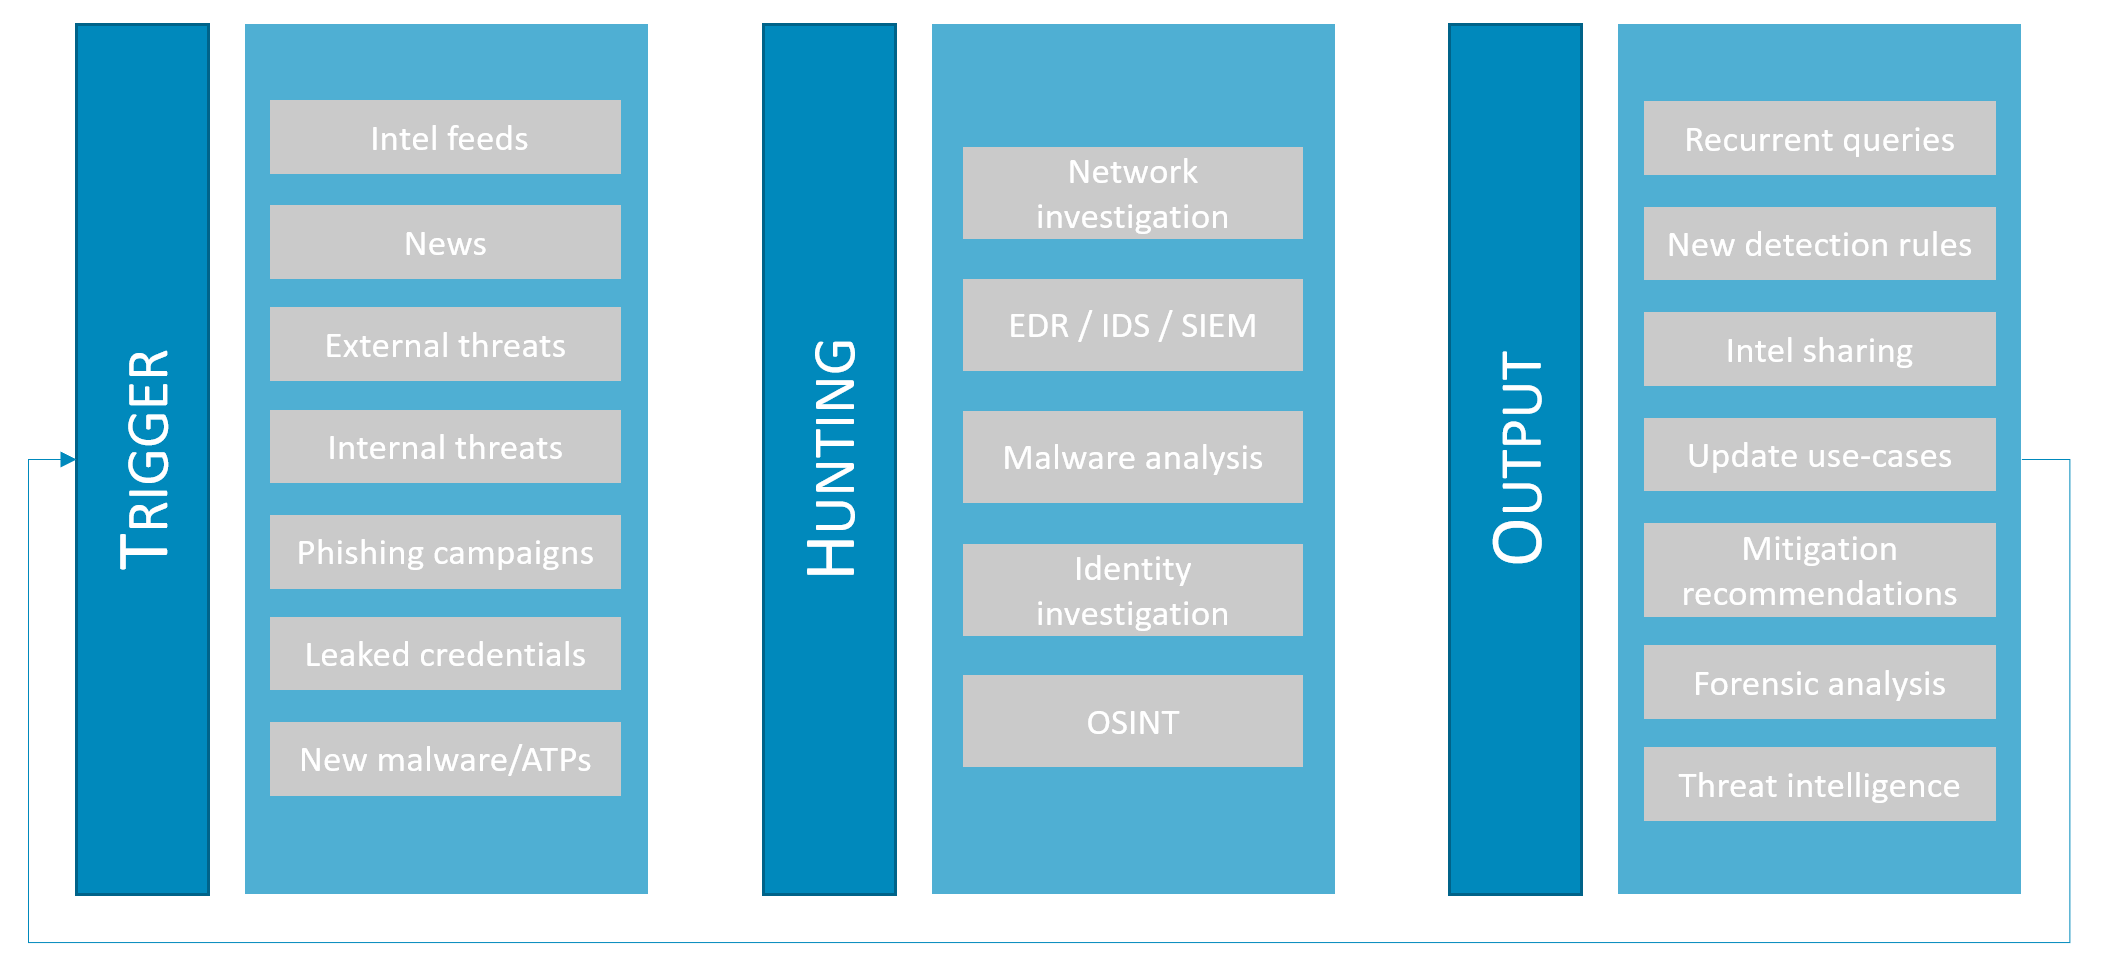 TRIGGER
Intel feeds
News
External threats
Internal threats
Phishing campaigns
Leaked credentials
New malware/ATPs
HUNTING
Network
investigation
EDR / IDS / SIEM
Malware analysis
Identity
investigation
OSINT
OUTPUT
Recurrent queries
New detection rules
Intel sharing
Update use-cases
Mitigation
recommendations
Forensic analysis
Threat intelligence